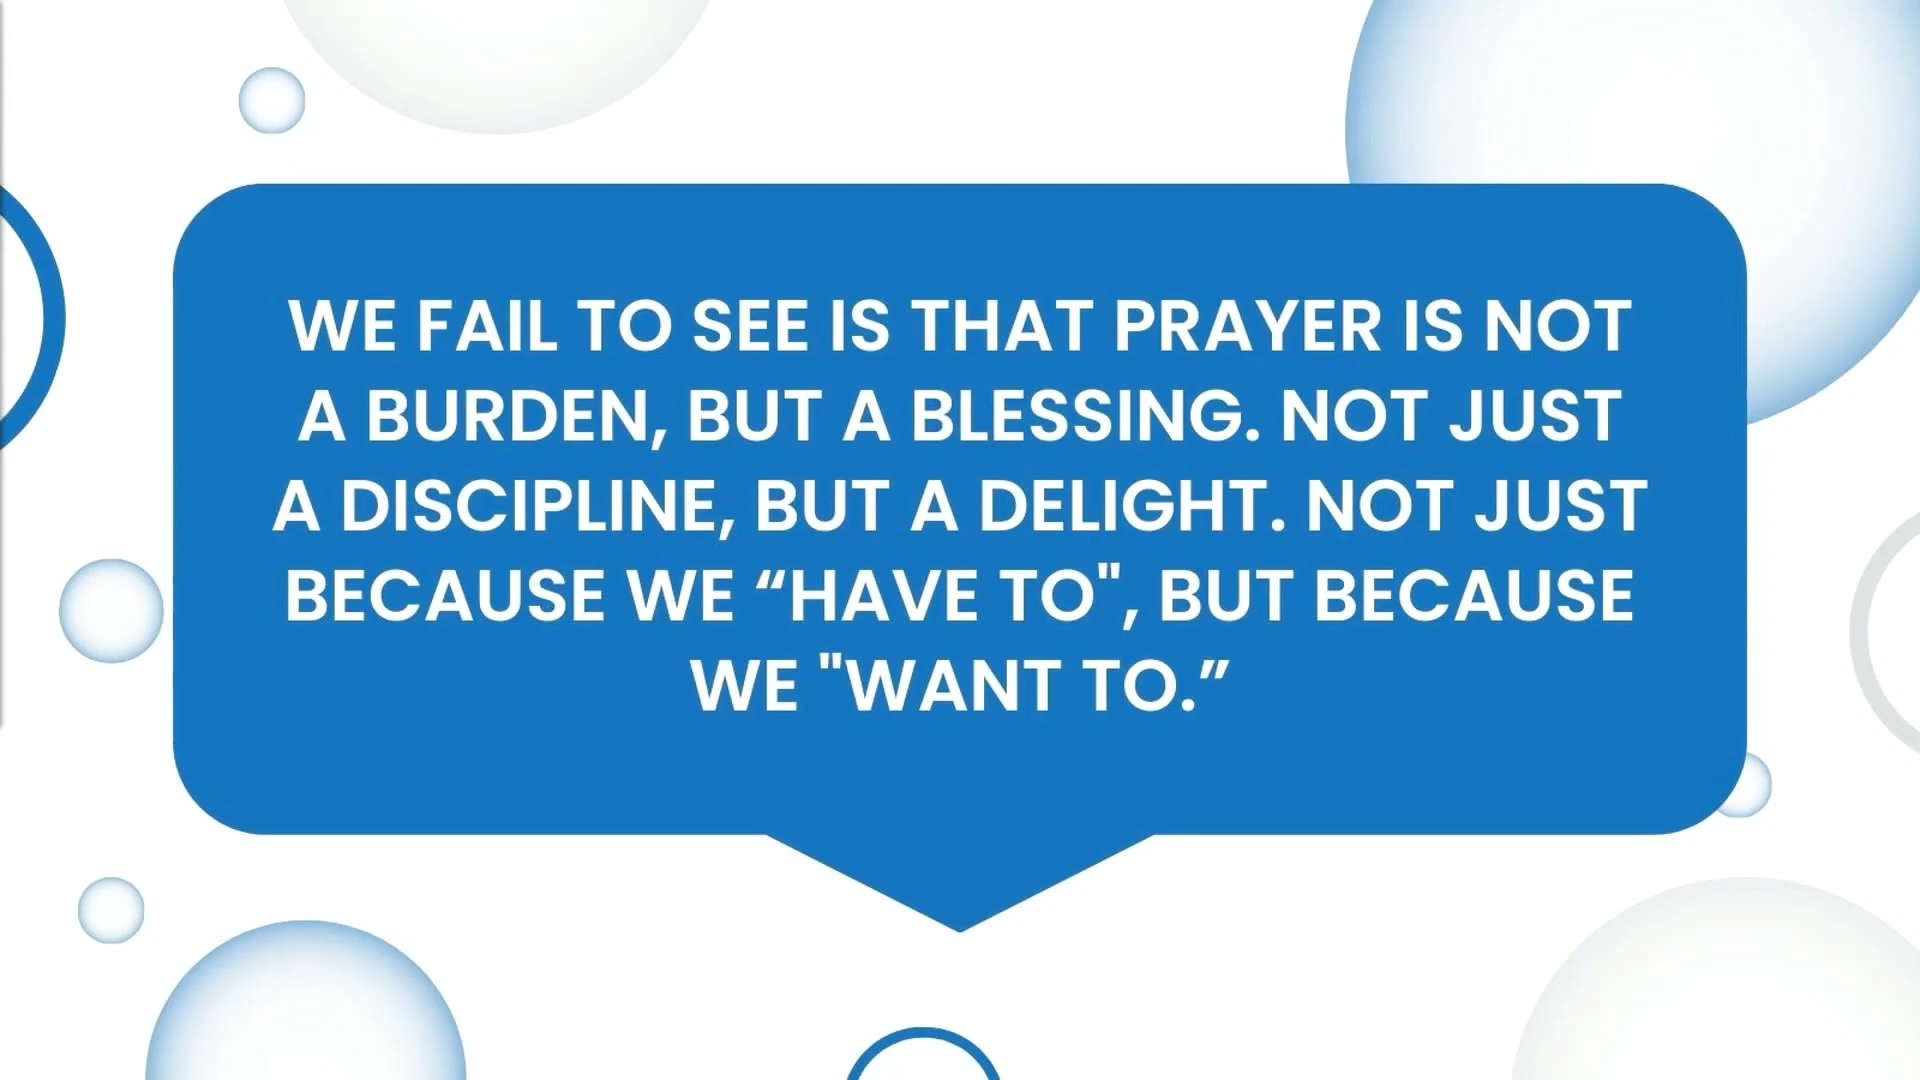 WE FAIL TO SEE IS THAT PRAYER IS NOT
A BURDEN, BUT A BLESSING. NOT JUST
A DISCIPLINE, BUT A DELIGHT. NOT JUST
BECAUSE WE “HAVE TO", BUT BECAUSE
WE "WANT TO.”